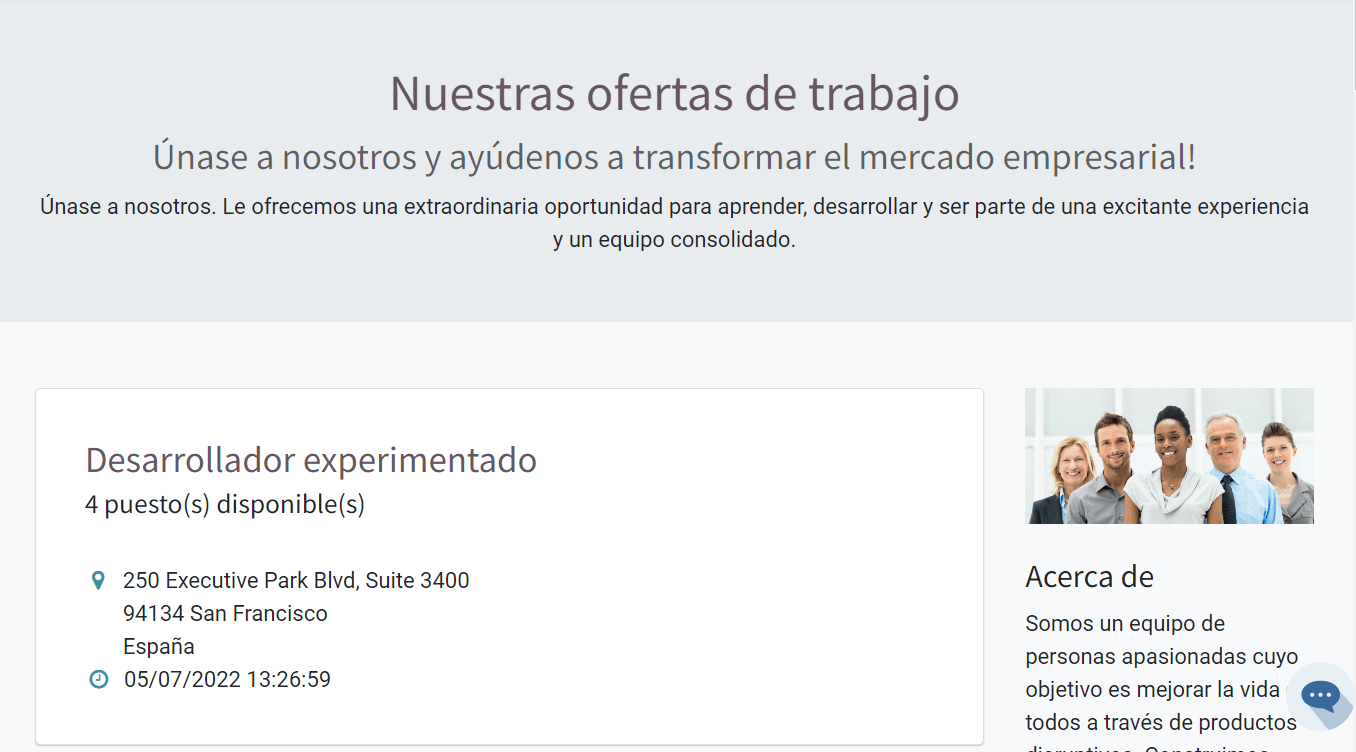 Nuestras ofertas de trabajo
Únase a nosotros y ayúdenos a transformar el mercado empresarial!
Únase a nosotros. Le ofrecemos una extraordinaria oportunidad para aprender, desarrollar y ser parte de una excitante experiencia
y un equipo consolidado.
Desarrollador experimentado
4 puesto(s) disponible(s)
250 Executive Park Blvd, Suite 3400
94134 San Francisco
España
05/07/2022 13:26:59
Acerca de
Somos un equipo de
personas apasionadas cuyo
objetivo es mejorar la vida
todos a través de productos